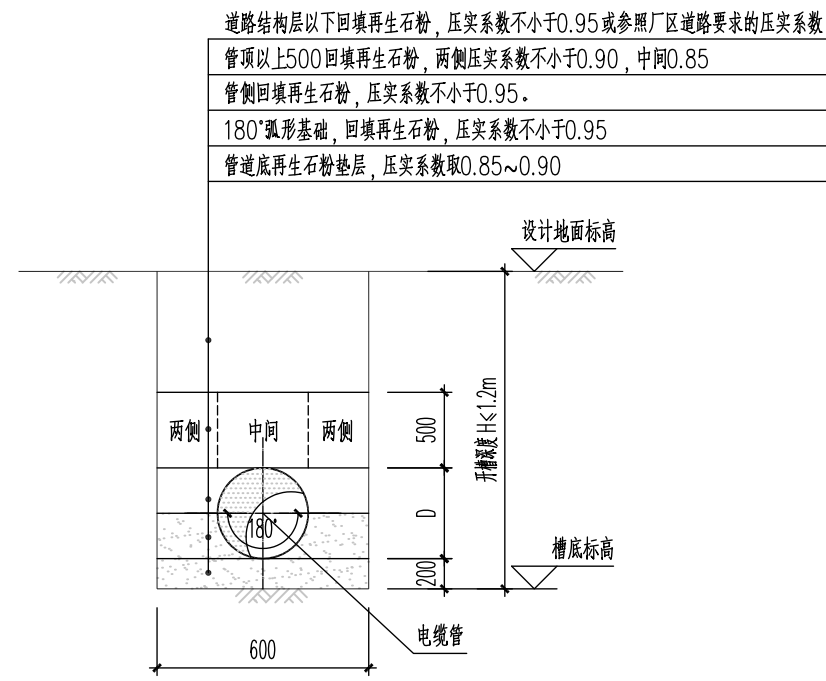 道路结构层以下回填再生石粉，压实系数不小于0.95或参照厂区道路要求的压实系数
管顶以上500回填再生石粉，两侧压实系数不小于0.90，中间0.85
管侧回填再生石粉，压实系数不小于0.95。
180°弧形基础，回填再生石粉，压实系数不小于0.95
管道底再生石粉垫层，压实系数取0.85~0.90
设计地面标高
两侧
中间
两侧
500
开槽深度H≤1.2m
D
180°
槽底标高
200
电缆管
600